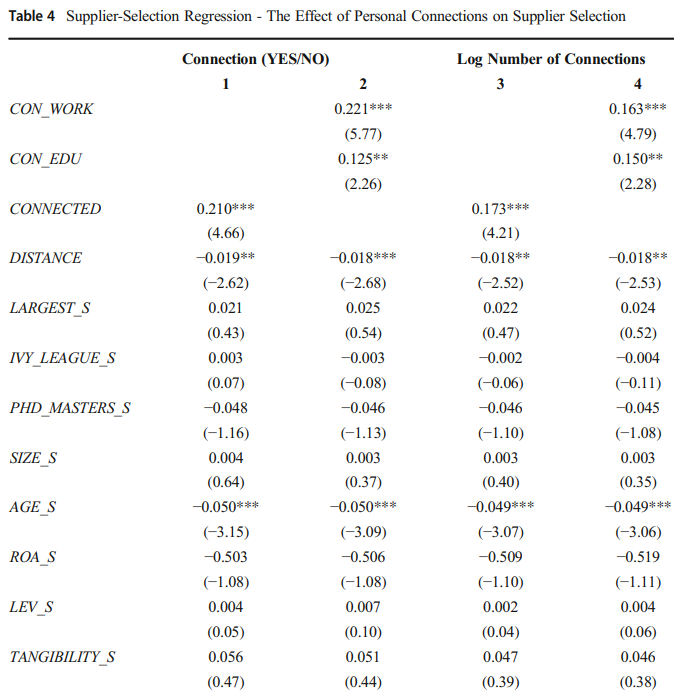 Table 4 Supplier-Selection Regression - The Effect of Personal Connections on Supplier Selection
Connection (YES/NO) Log Number of Connections
1 2 3 4
CON_WORK 0.221*** 0.163***
(5.77) (4.79)
CON_EDU 0.125** 0.150**
(2.26) (2.28)
CONNECTED 0.210*** 0.173***
(4.66) (4.21)
DISTANCE −0.019** −0.018*** −0.018** −0.018**
(−2.62) (−2.68) (−2.52) (−2.53)
LARGEST_S 0.021 0.025 0.022 0.024
(0.43) (0.54) (0.47) (0.52)
IVY_LEAGUE_S 0.003 −0.003 −0.002 −0.004
(0.07) (−0.08) (−0.06) (−0.11)
PHD_MASTERS_S −0.048 −0.046 −0.046 −0.045
(−1.16) (−1.13) (−1.10) (−1.08)
SIZE_S 0.004 0.003 0.003 0.003
(0.64) (0.37) (0.40) (0.35)
AGE_S −0.050*** −0.050*** −0.049*** −0.049***
(−3.15) (−3.09) (−3.07) (−3.06)
ROA_S −0.503 −0.506 −0.509 −0.519
(−1.08) (−1.08) (−1.10) (−1.11)
LEV_S 0.004 0.007 0.002 0.004
(0.05) (0.10) (0.04) (0.06)
TANGIBILITY_S 0.056 0.051 0.047 0.046
(0.47) (0.44) (0.39) (0.38)